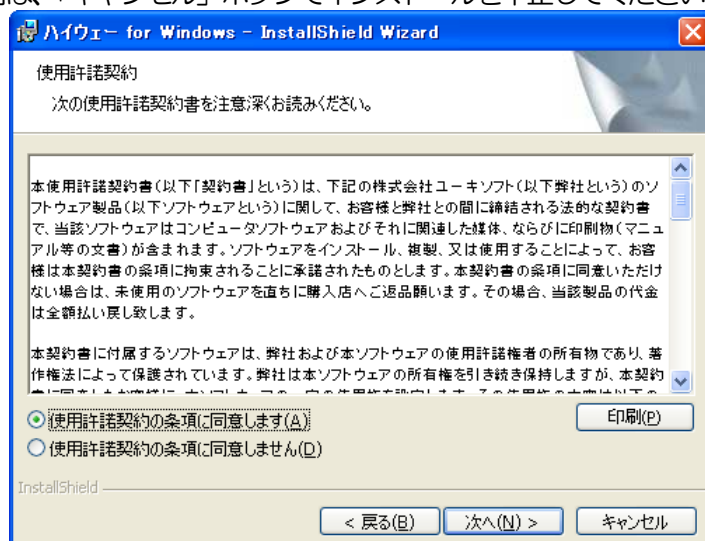 「キャンセル」ボタンでインストールを中止してください
ハイウェー for Windows - InstallShield Wizard
使用許諾契約
次の使用許諾契約書を注意深くお読みください。
本使用許諾契約書(以下「契約書」という)は、下記の株式会社ユーキソフト(以下弊社という)のソ
フトウェア製品(以下ソフトウェアという)に関して、お客様と弊社との間に締結される法的な契約書
で、当該ソフトウェアはコンピュータソフトウェアおよびそれに関連した媒体、ならびに印刷物(マニュ
アル等の文書)が含まれます。ソフトウェアをインストール、複製、又は使用することによって、お客
様は本契約書の条項に拘束されることに承諾されたものとします。本契約書の条項に同意いただけ
ない場合は、未使用のソフトウェアを直ちに購入店へご返品願います。その場合、当該製品の代金
は全額払い戻し致します。
本契約書に付属するソフトウェアは、弊社および本ソフトウェアの使用許諾権者の所有物であり、著
作権法によって保護されています。弊社は本ソフトウェアの所有権を引き続き保持しますが、本契約
使用許諾契約の条項に同意します(A)
印刷(P)
使用許諾契約の条項に同意しません(D)
InstallShield
< 戻る(B)
次へ(N) >
キャンセル